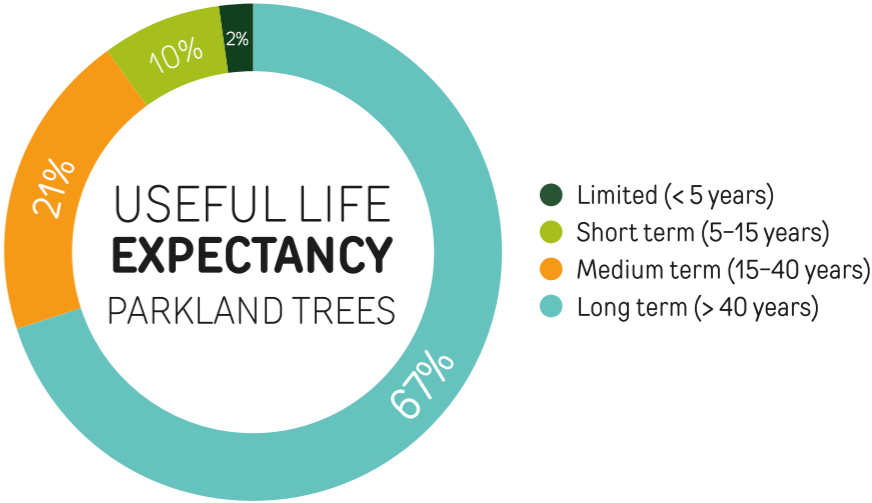 2%
10%
21%
67%
USEFUL LIFE
EXPECTANCY
PARKLAND TREES
Limited (< 5 years)
Short term (5–15 years)
Medium term (15–40 years)
Long term (> 40 years)